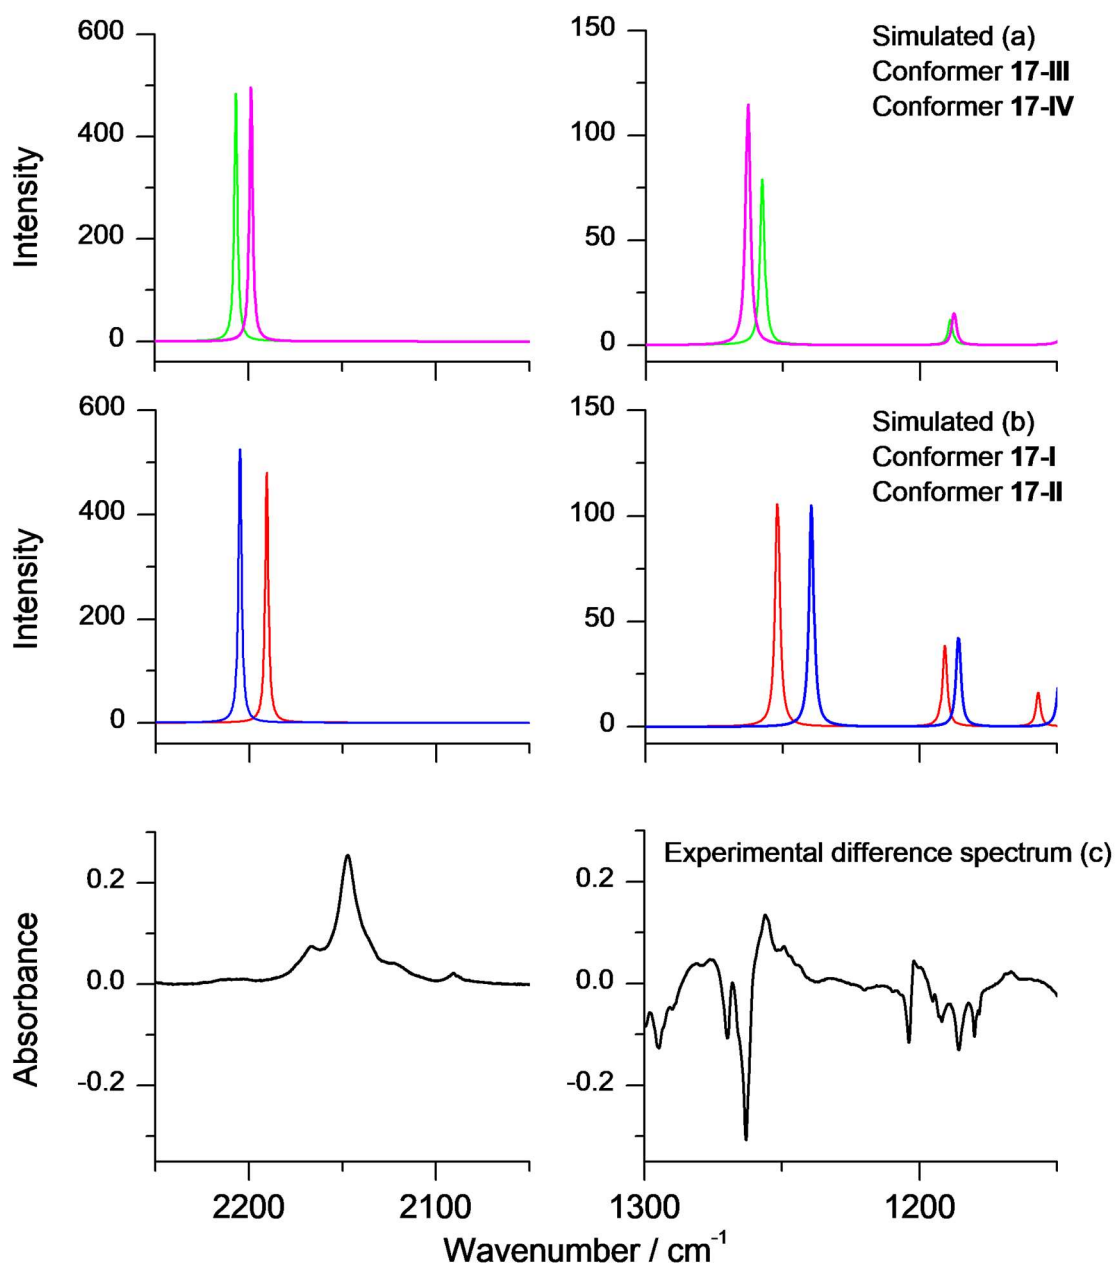 600
400
200
0
Intensity
150
100
50
0
Simulated (a)
Conformer 17-III
Conformer 17-IV
600
400
200
0
Intensity
150
100
50
0
Simulated (b)
Conformer 17-I
Conformer 17-II
0.2
0.0
-0.2
Absorbance
0.2
0.0
-0.2
Experimental difference spectrum (c)
2200
2100
1300
1200
Wavenumber / cm⁻¹